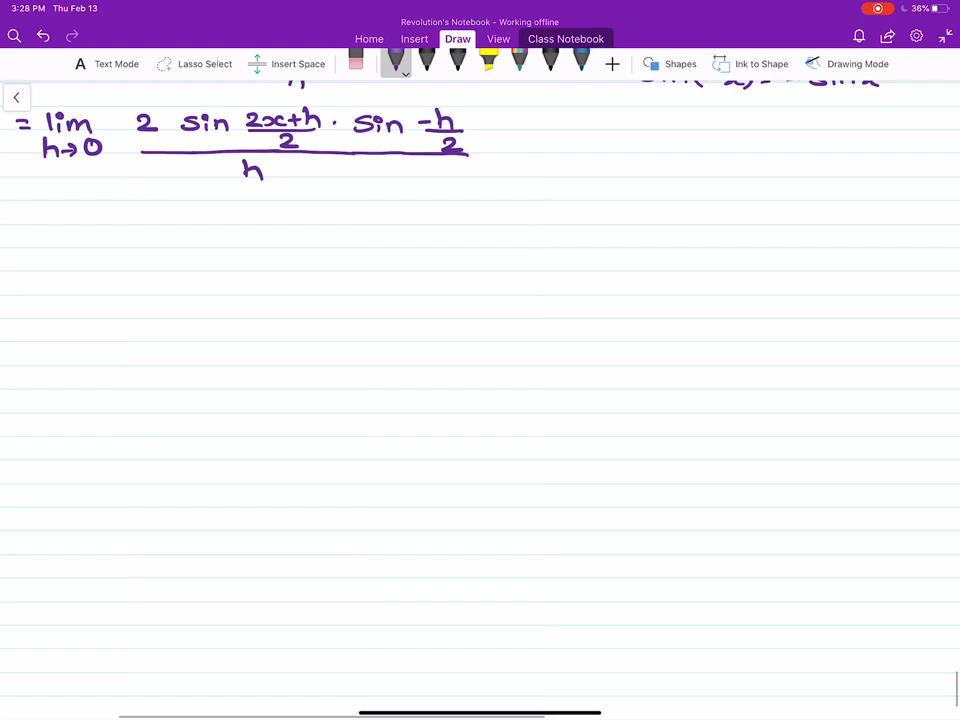 3:28 PM Thu Feb 13
36%
Revolution's Notebook - Working offline
Home Insert Draw View Class Notebook
Text Mode Lasso Select Insert Space Shapes Ink to Shape Drawing Mode
= lim 2 sin 2x+h/2 · sin -h/2
h→0 h